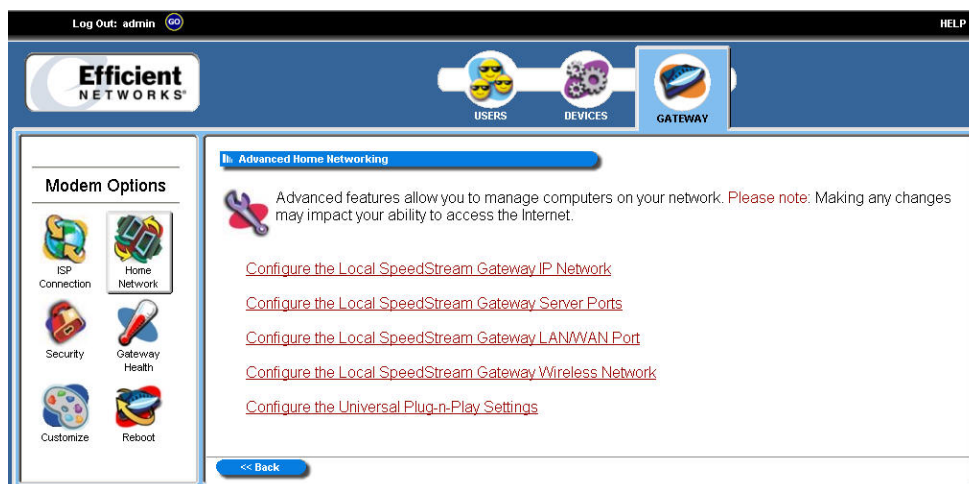 Log Out: admin GO
HELP
Efficient
NETWORKS®
USERS
DEVICES
GATEWAY
Modem Options
ISP
Connection
Home
Network
Security
Gateway
Health
Customize
Reboot
Advanced Home Networking
Advanced features allow you to manage computers on your network. Please note: Making any changes
may impact your ability to access the Internet.
Configure the Local SpeedStream Gateway IP Network
Configure the Local SpeedStream Gateway Server Ports
Configure the Local SpeedStream Gateway LAN/WAN Port
Configure the Local SpeedStream Gateway Wireless Network
Configure the Universal Plug-n-Play Settings
<< Back